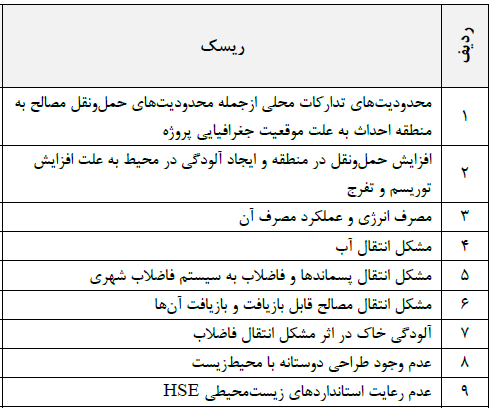 ردیف
ریسک
۱
محدودیت‌های تدارکات محلی ازجمله محدودیت‌های حمل‌ونقل مصالح به
منطقه احداث به علت موقعیت جغرافیایی پروژه
۲
افزایش حمل‌ونقل در منطقه و ایجاد آلودگی در محیط به علت افزایش
توریسم و تفرج
۳
مصرف انرژی و عملکرد مصرف آن
۴
مشکل انتقال آب
۵
مشکل انتقال پسماندها و فاضلاب به سیستم فاضلاب شهری
۶
مشکل انتقال مصالح قابل بازیافت و بازیافت آن‌ها
۷
آلودگی خاک در اثر مشکل انتقال فاضلاب
۸
عدم وجود طراحی دوستانه با محیط‌زیست
۹
عدم رعایت استانداردهای زیست‌محیطی HSE